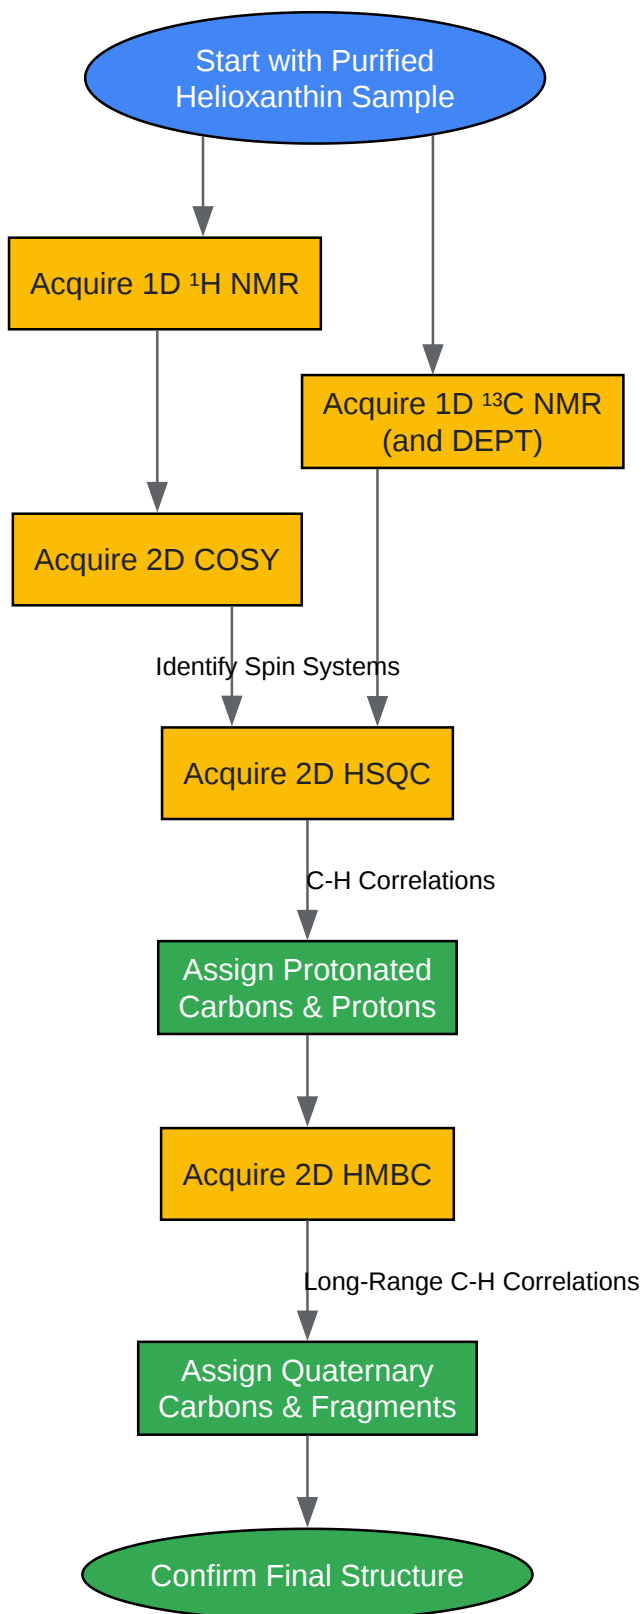 Start with Purified
Helioxanthin Sample
Acquire 1D ¹H NMR
Acquire 1D ¹³C NMR
(and DEPT)
Acquire 2D COSY
Identify Spin Systems
Acquire 2D HSQC
C-H Correlations
Assign Protonated
Carbons & Protons
Acquire 2D HMBC
Long-Range C-H Correlations
Assign Quaternary
Carbons & Fragments
Confirm Final Structure